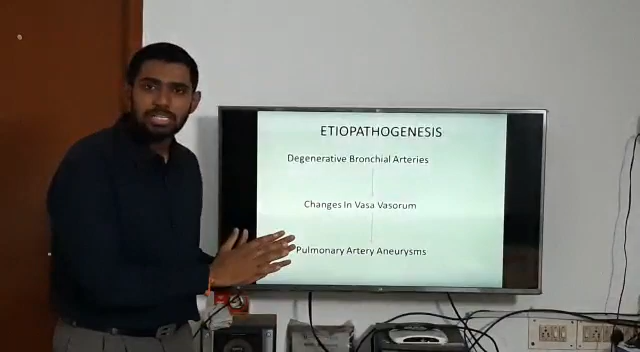 ETIOPATHOGENESIS
Degenerative Bronchial Arteries
Changes In Vasa Vasorum
Pulmonary Artery Aneurysms